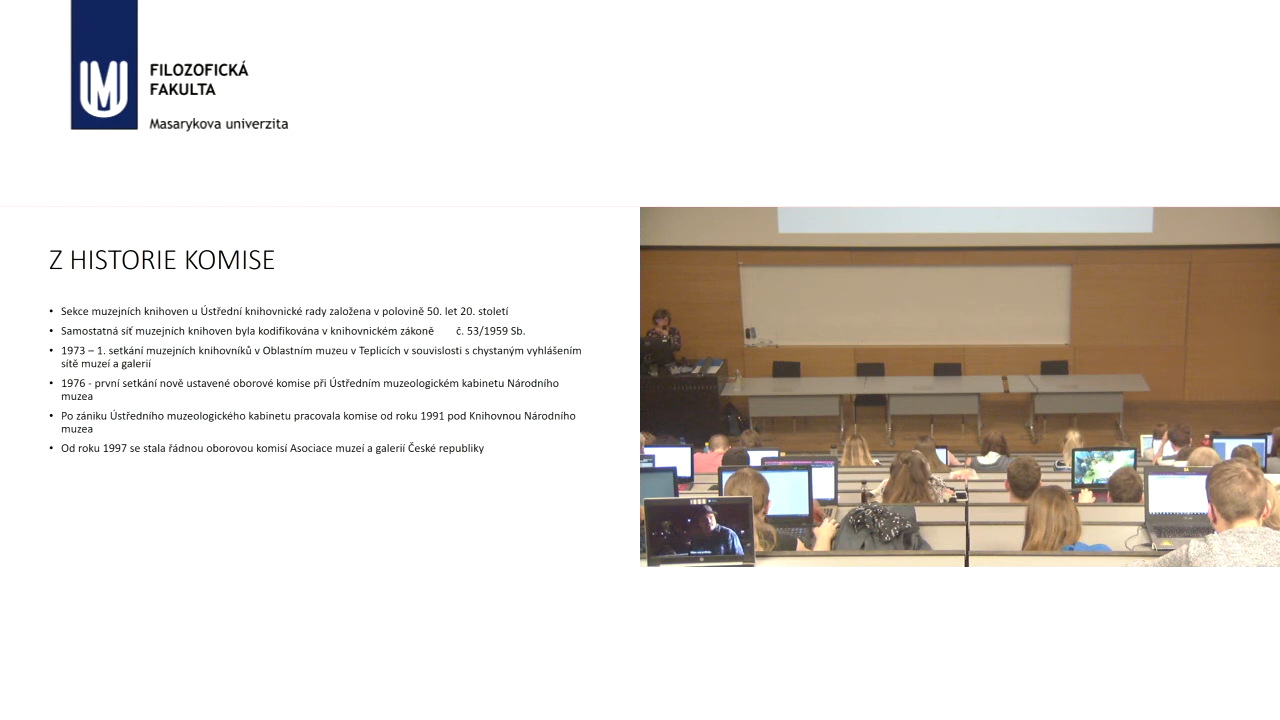 FILOZOFICKÁ
FAKULTA
Masarykova univerzita
Z HISTORIE KOMISE
• Sekce muzejních knihoven u Ústřední knihovnické rady založena v polovině 50. let 20. století
• Samostatná síť muzejních knihoven byla kodifikována v knihovnickém zákoně č. 53/1959 Sb.
• 1973 – 1. setkání muzejních knihovníků v Oblastním muzeu v Teplicích v souvislosti s chystaným vyhlášením
sítě muzeí a galerií
• 1976 - první setkání nově ustavené oborové komise při Ústředním muzeologickém kabinetu Národního
muzea
• Po zániku Ústředního muzeologického kabinetu pracovala komise od roku 1991 pod Knihovnou Národního
muzea
• Od roku 1997 se stala řádnou oborovou komisí Asociace muzeí a galerií České republiky